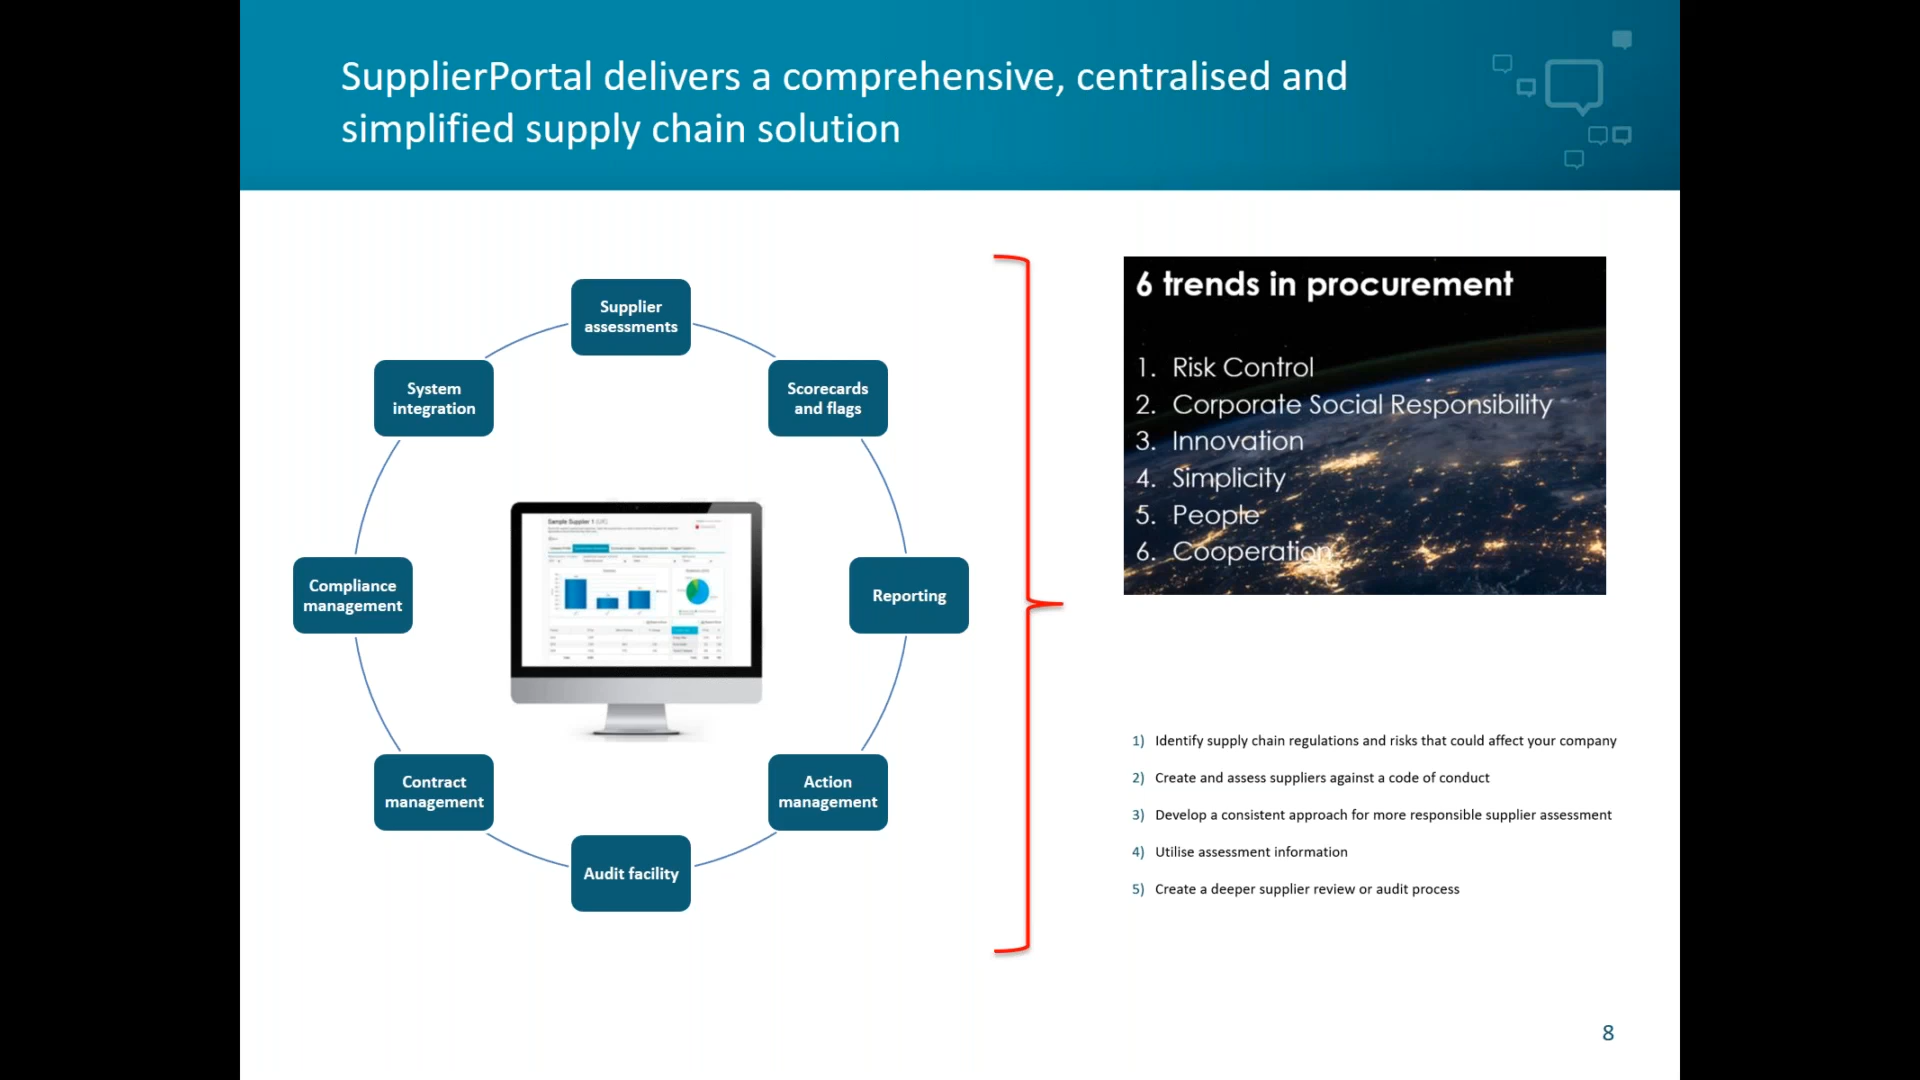 SupplierPortal delivers a comprehensive, centralised and
simplified supply chain solution
Supplier
assessments
Scorecards
and flags
Reporting
Action
management
Audit facility
Contract
management
Compliance
management
System
integration
Sample Supplier 1
6 trends in procurement
1. Risk Control
2. Corporate Social Responsibility
3. Innovation
4. Simplicity
5. People
6. Cooperation
1) Identify supply chain regulations and risks that could affect your company
2) Create and assess suppliers against a code of conduct
3) Develop a consistent approach for more responsible supplier assessment
4) Utilise assessment information
5) Create a deeper supplier review or audit process
8